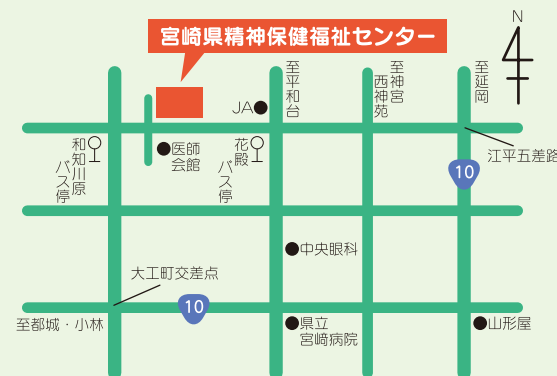 宮崎県精神保健福祉センター
N
至平和台
至神宮
西神苑
至延岡
JA
和知川原
バス停
医師
会館
花殿
バス停
江平五差路
10
中央眼科
大工町交差点
10
至都城・小林
県立
宮崎病院
山形屋